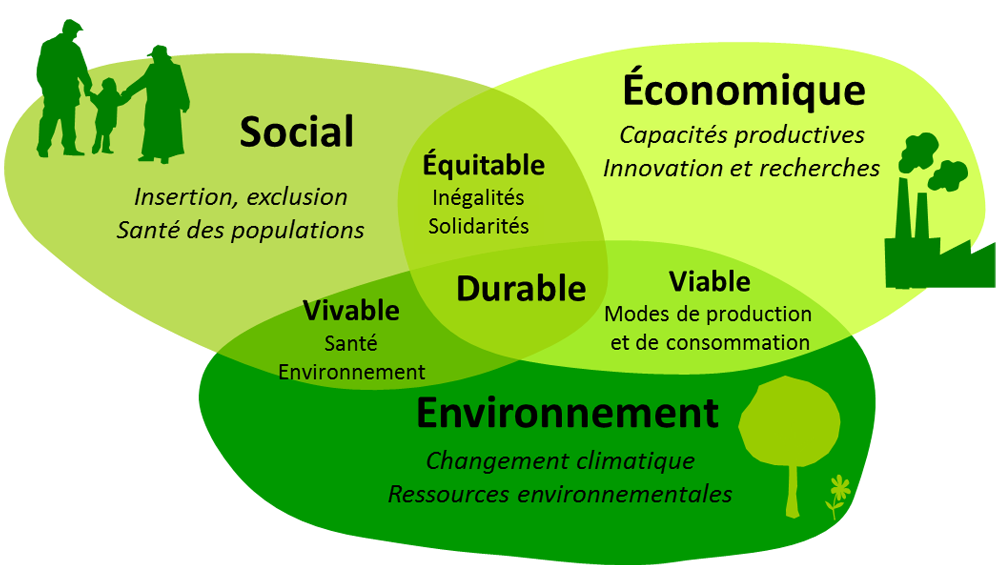 Social
Insertion, exclusion
Santé des populations
Économique
Capacités productives
Innovation et recherches
Équitable
Inégalités
Solidarités
Durable
Vivable
Santé
Environnement
Viable
Modes de production
et de consommation
Environnement
Changement climatique
Ressources environnementales